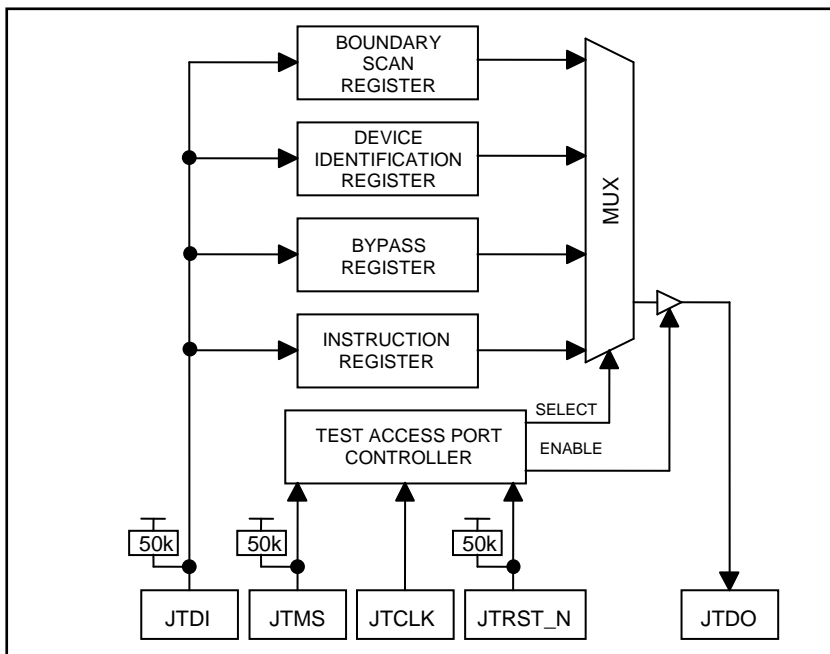 BOUNDARY
SCAN
REGISTER
DEVICE
IDENTIFICATION
REGISTER
BYPASS
REGISTER
INSTRUCTION
REGISTER
MUX
SELECT
TEST ACCESS PORT
CONTROLLER
ENABLE
50k
50k
50k
JTDI
JTMS
JTCLK
JTRST_N
JTDO